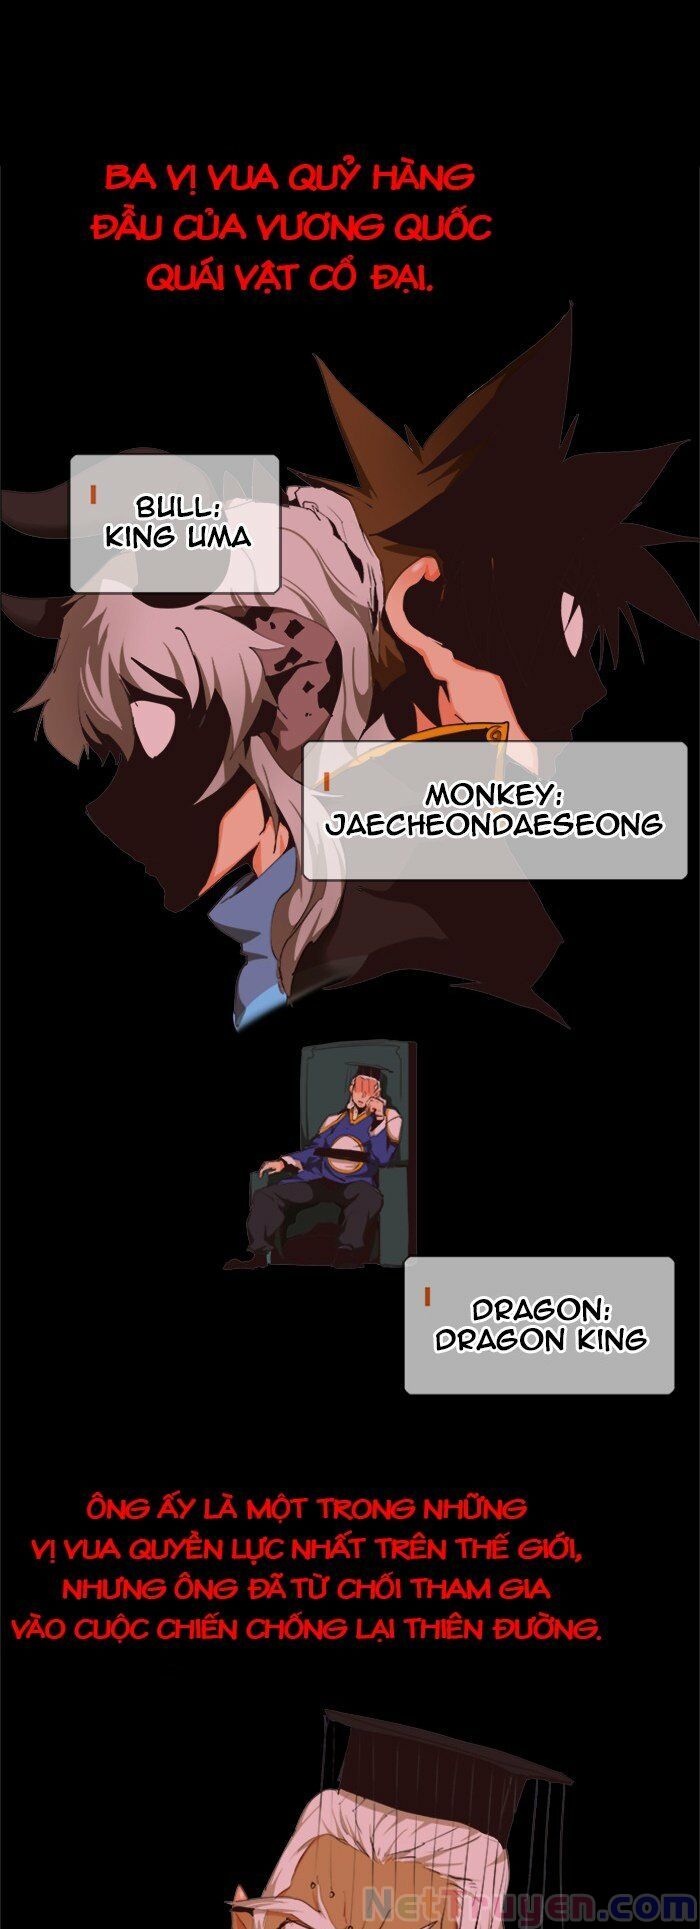 BA VỊ VUA QUỶ HÀNG
ĐẦU CỦA VƯƠNG QUỐC
QUÁI VẬT CỔ ĐẠI.
BULL:
KING UMA
MONKEY:
JAECHEONDAESEONG
DRAGON:
DRAGON KING
ÔNG ẤY LÀ MỘT TRONG NHỮNG
VỊ VUA QUYỀN LỰC NHẤT TRÊN THẾ GIỚI,
NHƯNG ÔNG ĐÃ TỪ CHỐI THAM GIA
VÀO CUỘC CHIẾN CHỐNG LẠI THIÊN ĐƯỜNG.
NetTruyen.com